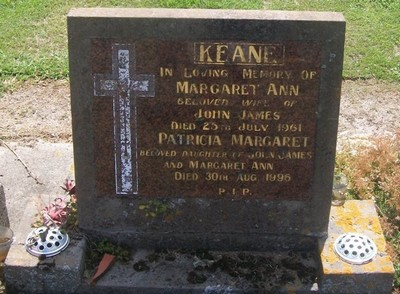 KEANE
IN LOVING MEMORY OF
MARGARET ANN
BELOVED WIFE OF
JOHN JAMES
DIED 25TH JULY 1961
PATRICIA MARGARET
BELOVED DAUGHTER OF JOHN JAMES
AND MARGARET ANN
DIED 30TH AUG 1998
R.I.P.